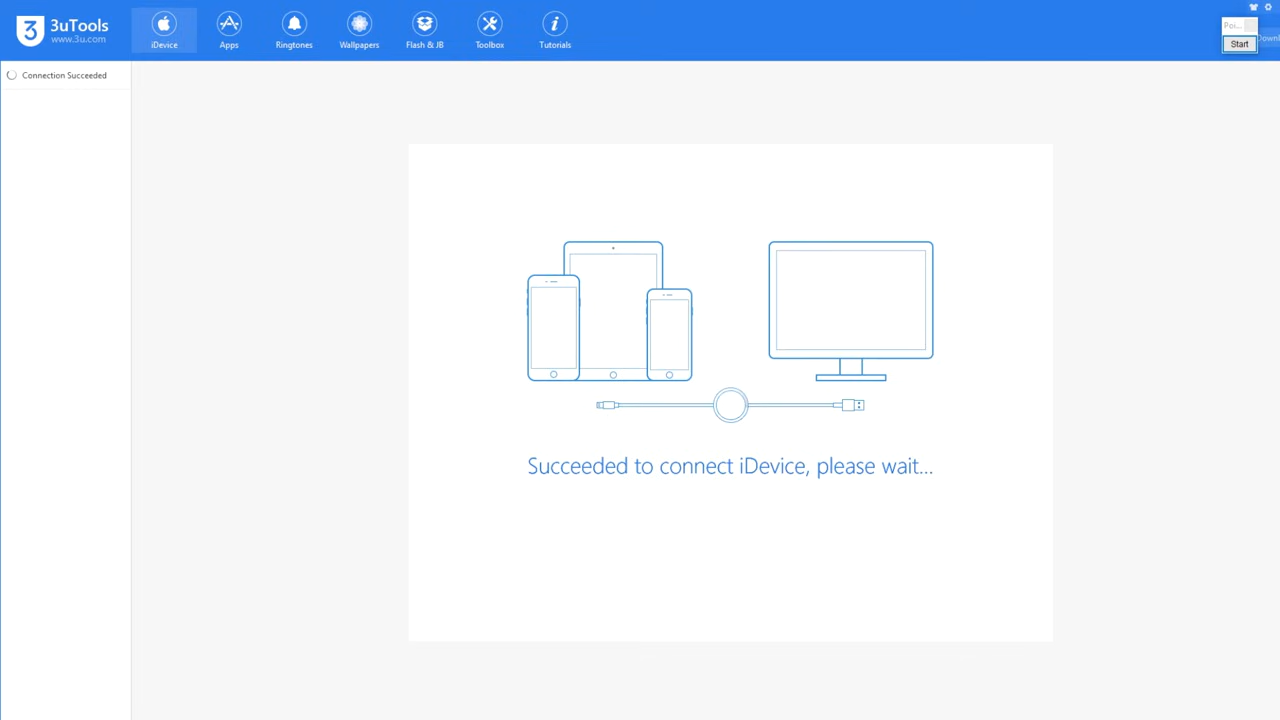 3uTools
www.3u.com
iDevice
Apps
Ringtones
Wallpapers
Flash & JB
Toolbox
Tutorials
Start
Connection Succeeded
Succeeded to connect iDevice, please wait...